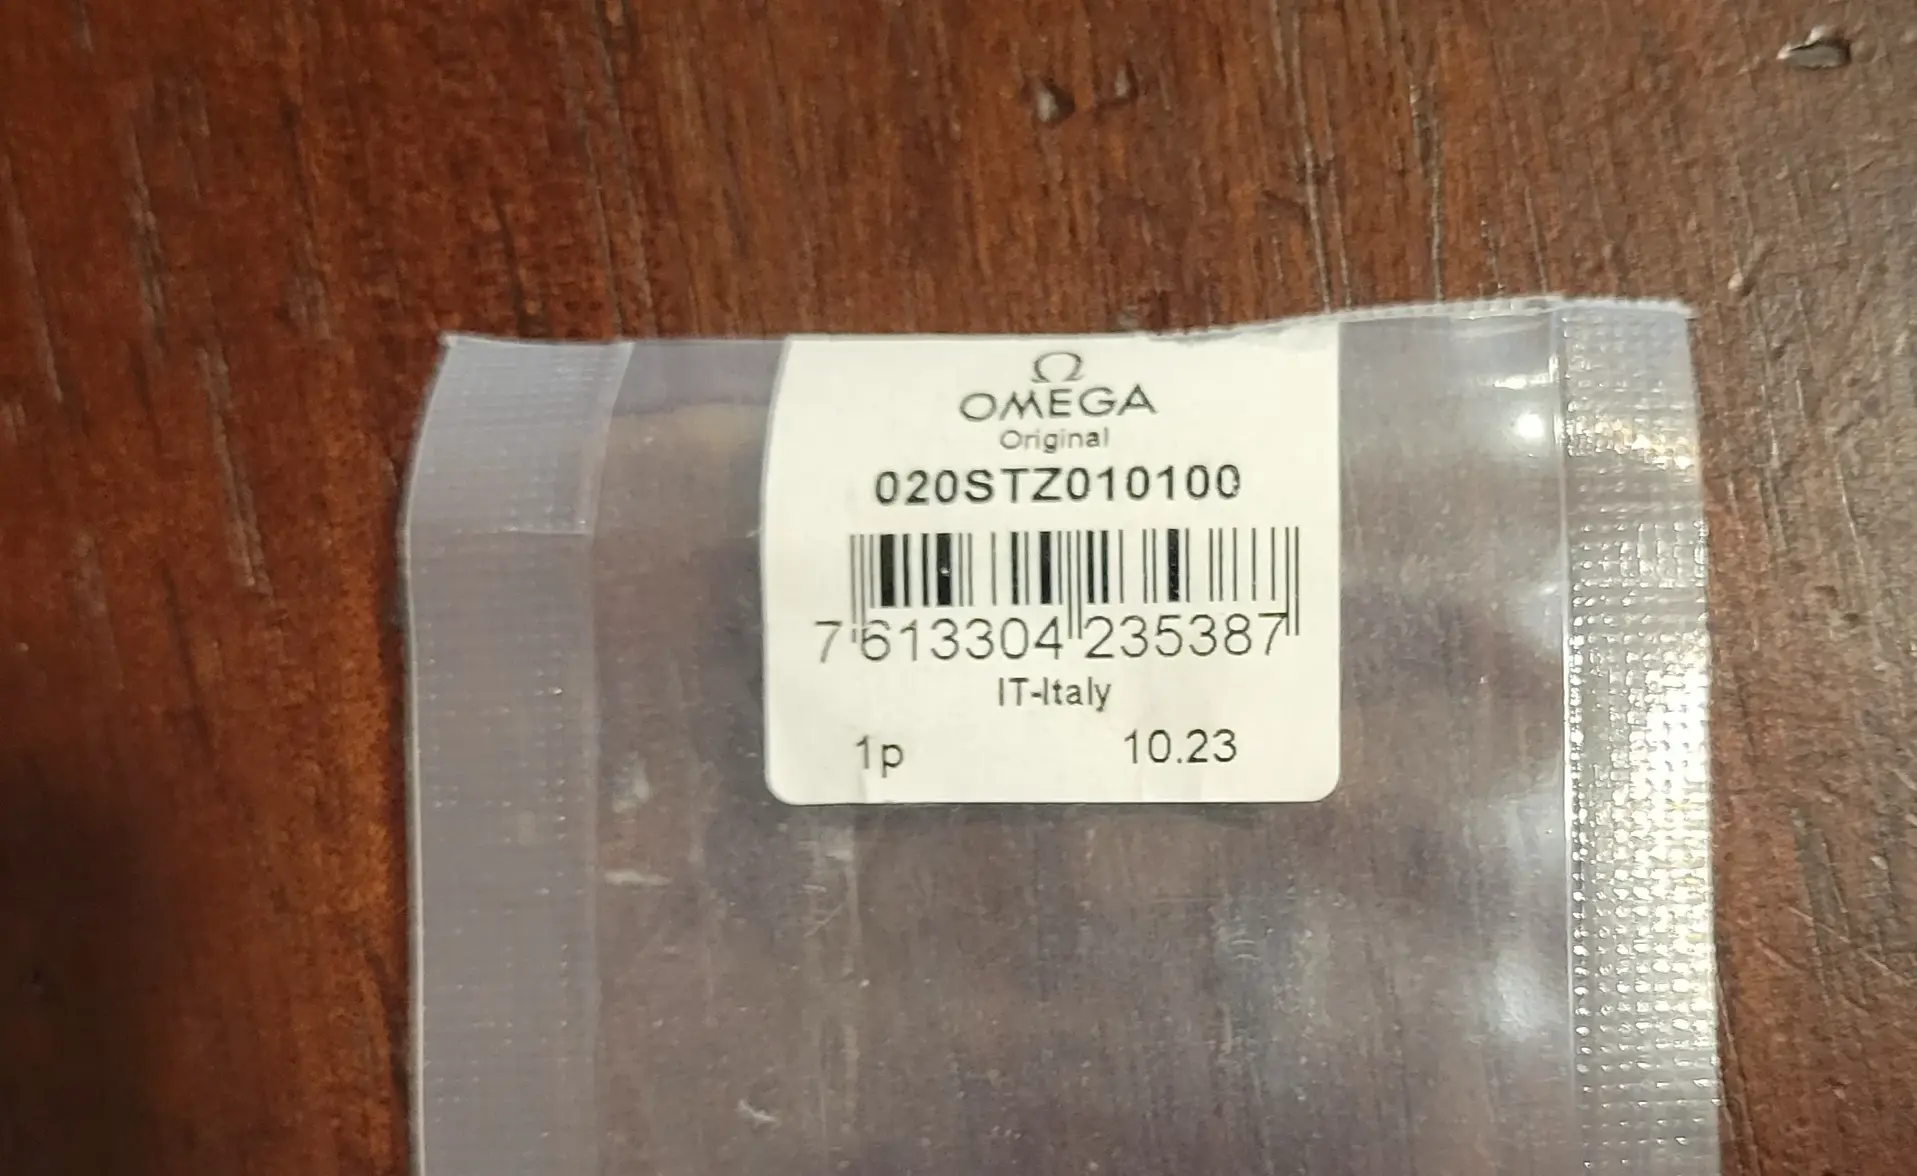 Ω
OMEGA
Original
020STZ010100
7 613304 235387
IT-Italy
1p 10.23